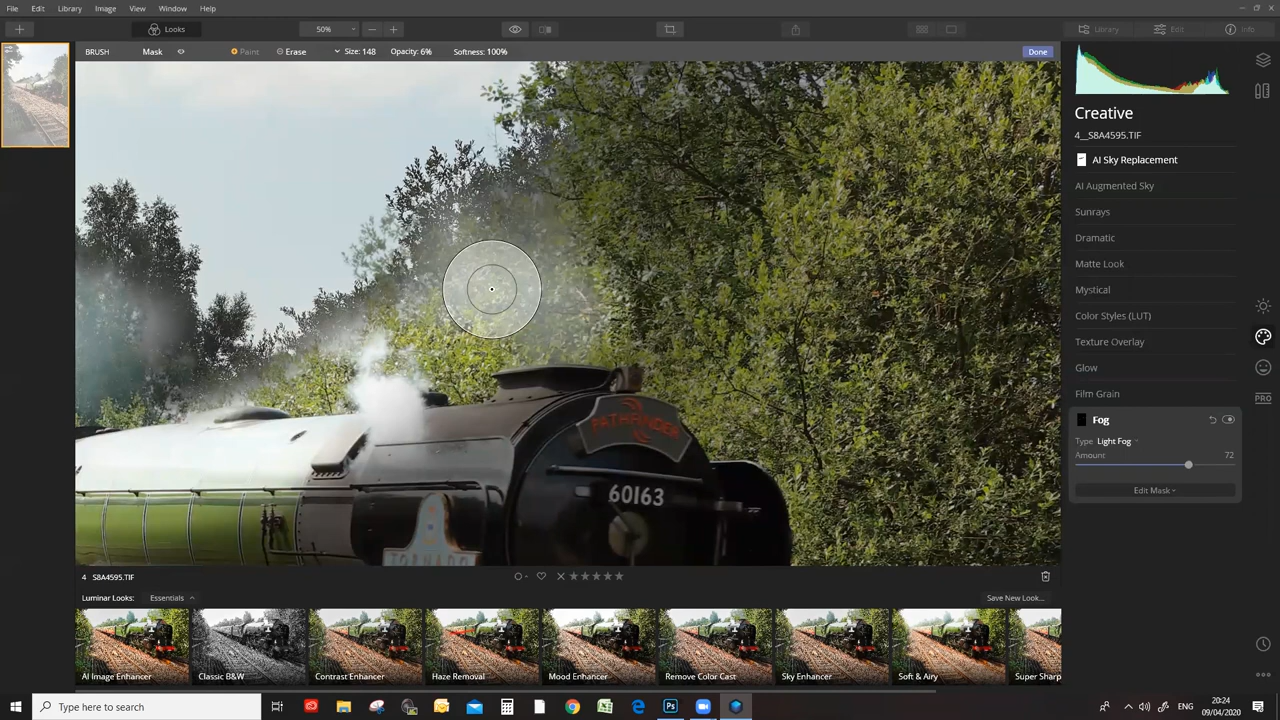 File Edit Library Image View Window Help
Looks 50% Library Edit Info
BRUSH Mask Paint Erase Size: 148 Opacity: 6% Softness: 100% Done
Creative
4__S8A4595.TIF
AI Sky Replacement
AI Augmented Sky
Sunrays
Dramatic
Matte Look
Mystical
Color Styles (LUT)
Texture Overlay
Glow
Film Grain
Fog
Type Light Fog
Amount 72
Edit Mask
PRO
PATHFINDER
60163
TORNADO
4__S8A4595.TIF
Luminar Looks: Essentials Save New Look...
AI Image Enhancer Classic B&W Contrast Enhancer Haze Removal Mood Enhancer Remove Color Cast Sky Enhancer Soft & Airy Super Sharp
Type here to search
ENG
20:24
09/04/2020